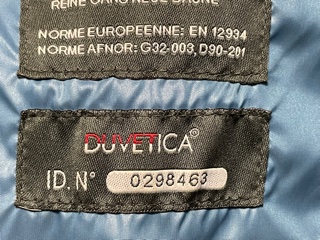 NORME EUROPEENNE: EN 12934
NORME AFNOR: G32-003, D90-201
DUVETICA®
ID. N° 0298463